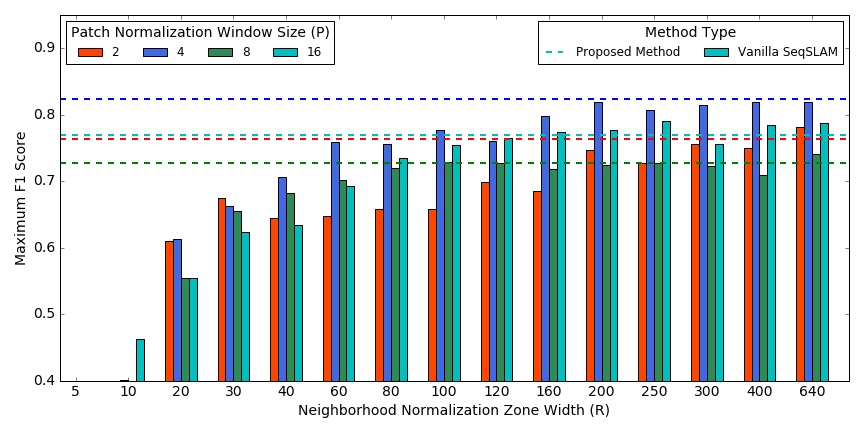 Patch Normalization Window Size (P)
2 4 8 16
Method Type
Proposed Method Vanilla SeqSLAM
Maximum F1 Score
0.9
0.8
0.7
0.6
0.5
0.4
5 10 20 30 40 60 80 100 120 160 200 250 300 400 640
Neighborhood Normalization Zone Width (R)